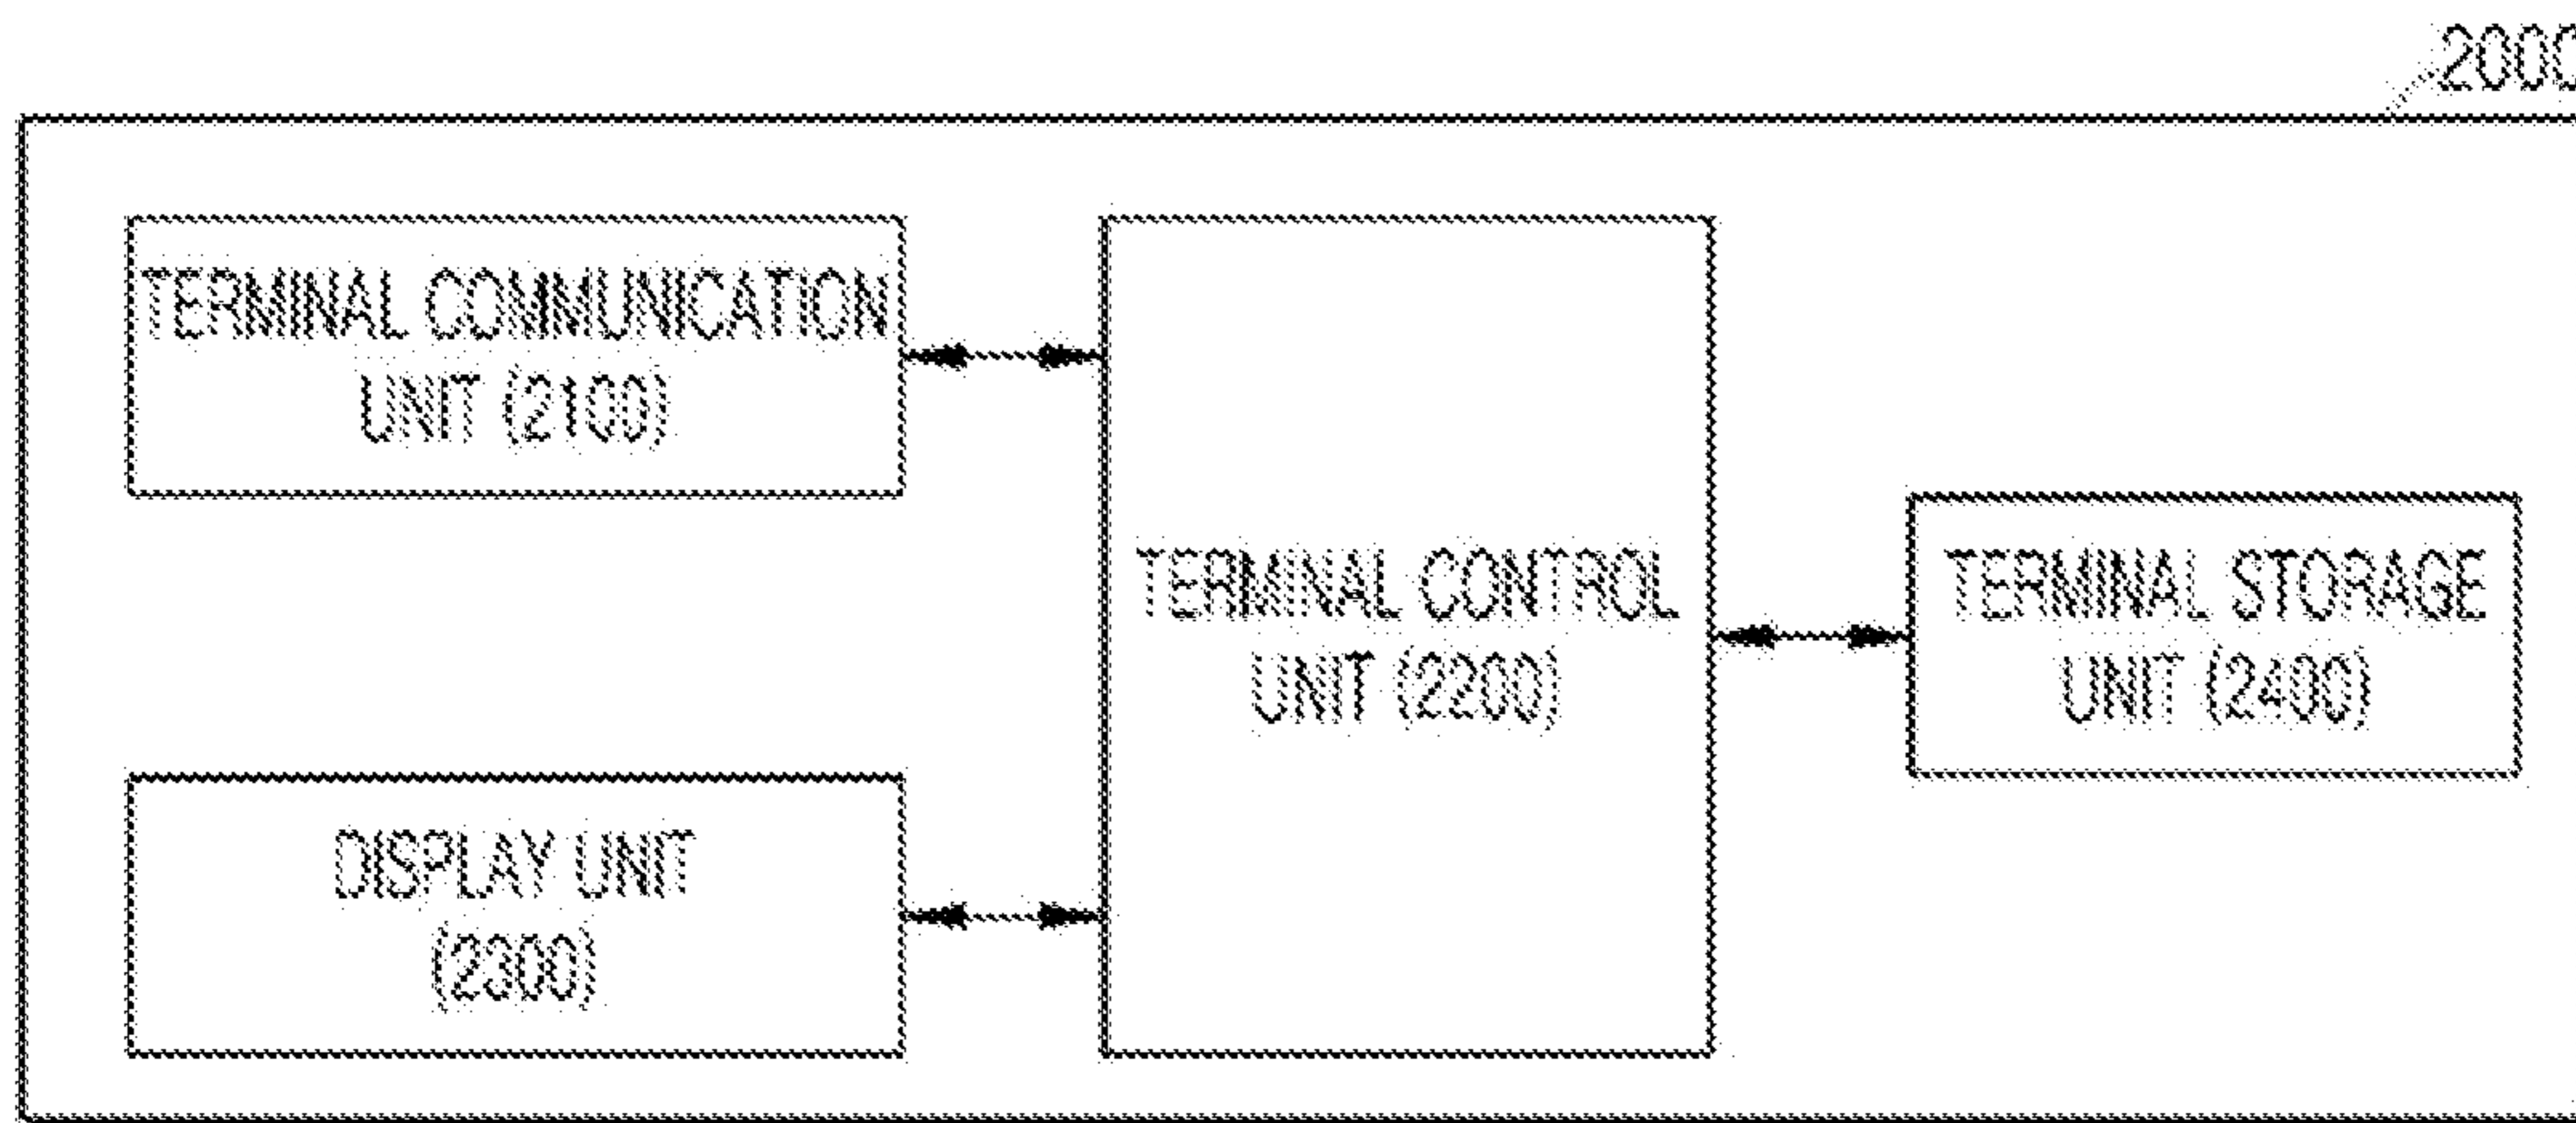 2000
TERMINAL COMMUNICATION
UNIT (2100)
TERMINAL CONTROL
UNIT (2200)
TERMINAL STORAGE
UNIT (2400)
DISPLAY UNIT
(2300)